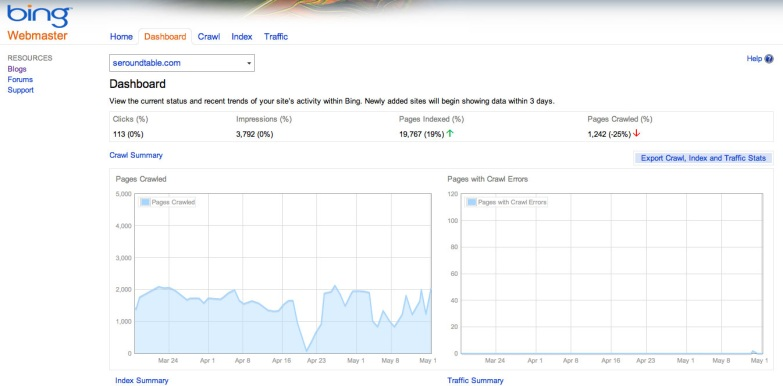 bing
Webmaster
Home Dashboard Crawl Index Traffic
RESOURCES
Blogs
Forums
Support
seroundtable.com
Help
Dashboard
View the current status and recent trends of your site's activity within Bing. Newly added sites will begin showing data within 3 days.
Clicks (%) Impressions (%) Pages Indexed (%) Pages Crawled (%)
113 (0%) 3,792 (0%) 19,767 (19%) 1,242 (-25%)
Crawl Summary
Export Crawl, Index and Traffic Stats
Pages Crawled
5,000
Pages Crawled
4,000
3,000
2,000
1,000
0
Mar 24 Apr 1 Apr 8 Apr 16 Apr 23 May 1 May 8 May 1
Pages with Crawl Errors
120
Pages with Crawl Errors
100
80
60
40
20
0
Mar 24 Apr 1 Apr 8 Apr 16 Apr 23 May 1 May 8 May 1
Index Summary
Traffic Summary